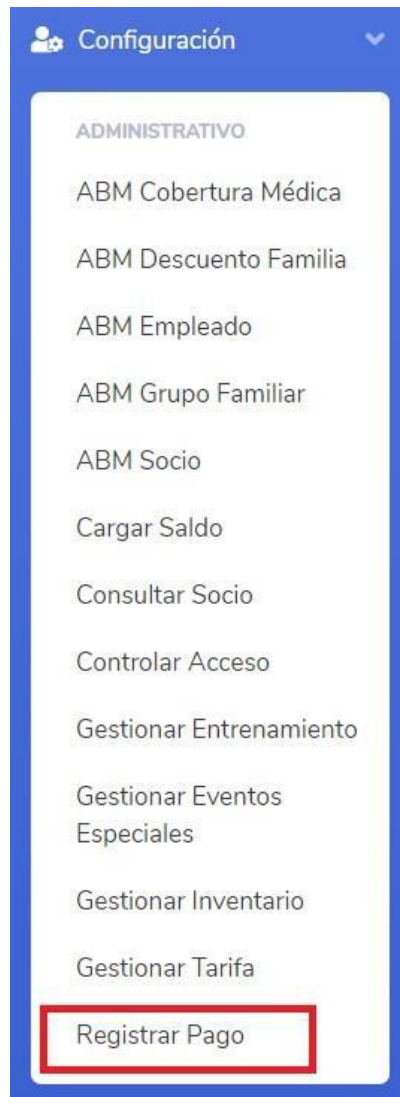 Configuración
ADMINISTRATIVO
ABM Cobertura Médica
ABM Descuento Familia
ABM Empleado
ABM Grupo Familiar
ABM Socio
Cargar Saldo
Consultar Socio
Controlar Acceso
Gestionar Entrenamiento
Gestionar Eventos
Especiales
Gestionar Inventario
Gestionar Tarifa
Registrar Pago